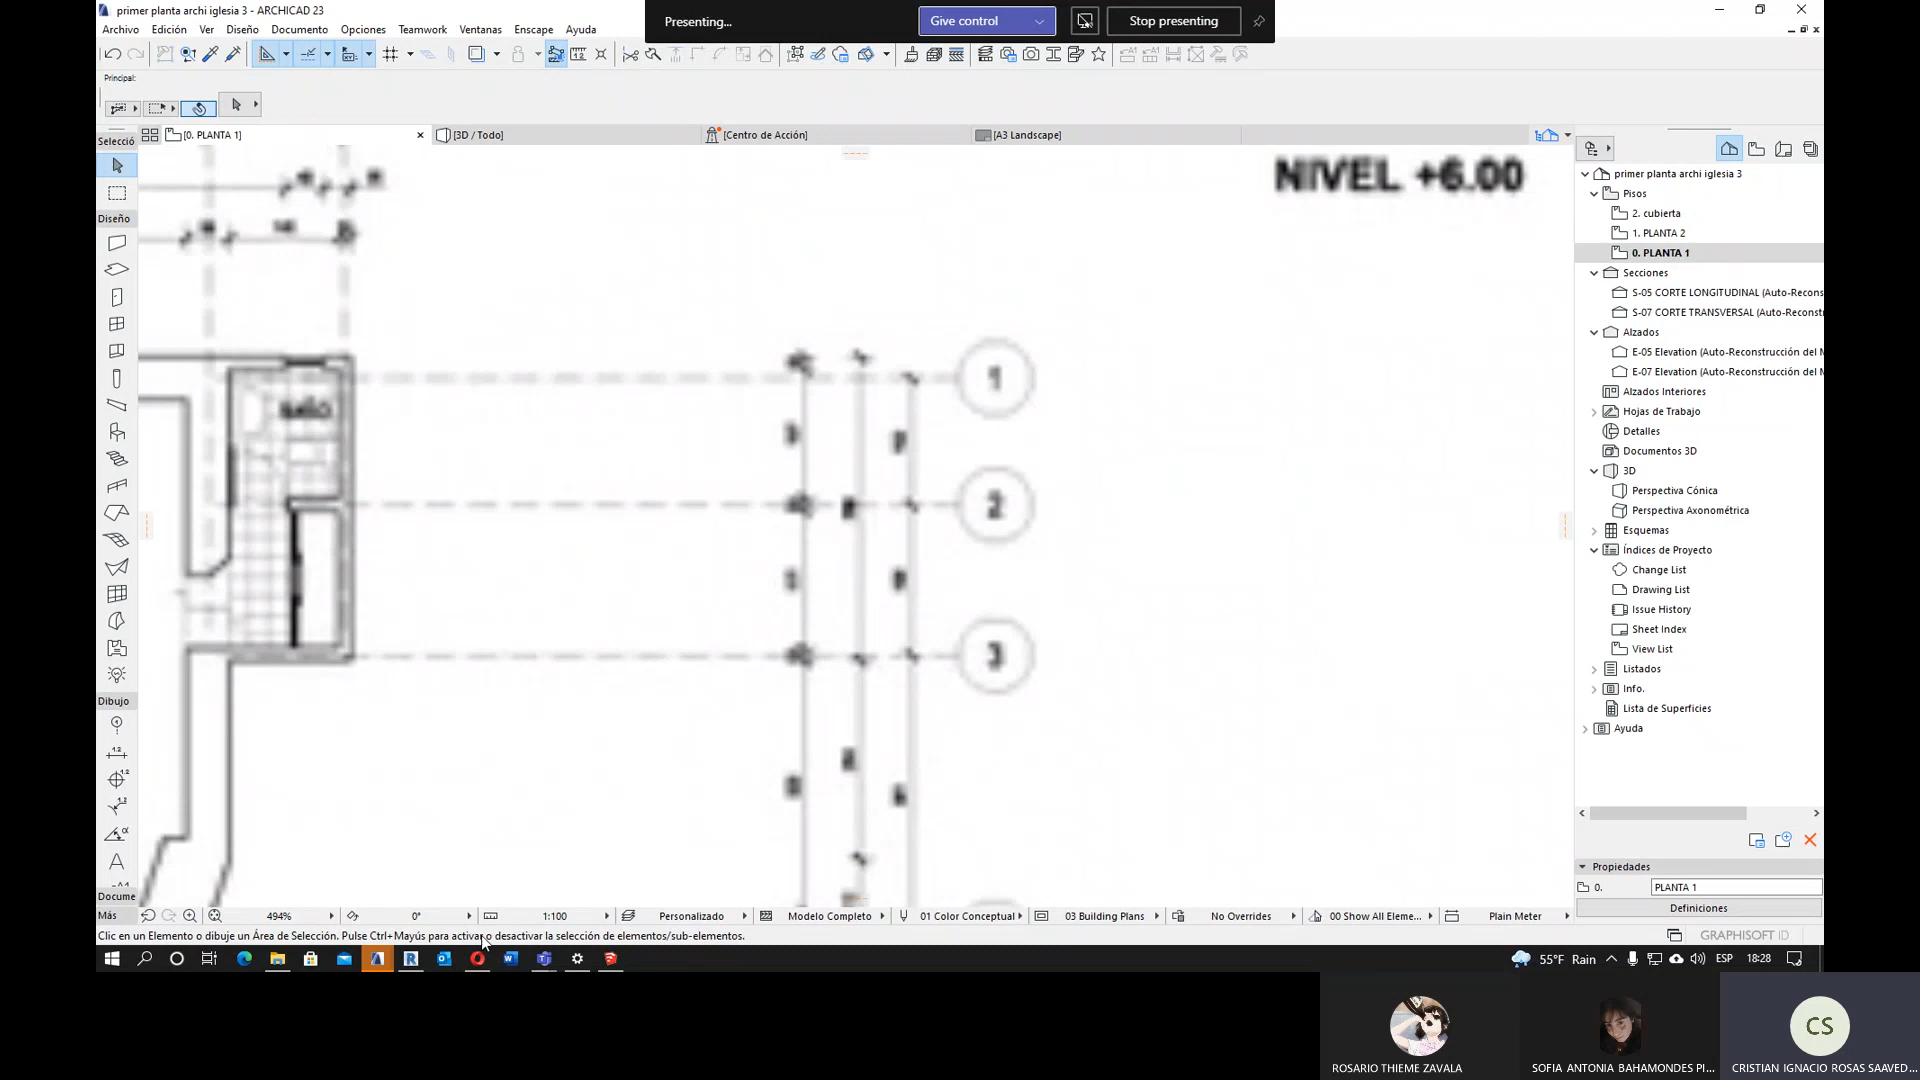 primer planta archi iglesia 3 - ARCHICAD 23
Presenting...
Give control
Stop presenting
Archivo Edición Ver Diseño Documento Opciones Teamwork Ventanas Enscape Ayuda
Principal:
Selecció
[0. PLANTA 1]
[3D / Todo]
[Centro de Acción]
[A3 Landscape]
NIVEL +6.00
Diseño
BAÑO
1
2
3
Dibujo
1.2
1.2
1.2
A
A1
Docume
Más
primer planta archi iglesia 3
Pisos
2. cubierta
1. PLANTA 2
0. PLANTA 1
Secciones
S-05 CORTE LONGITUDINAL (Auto-Recons
S-07 CORTE TRANSVERSAL (Auto-Reconst
Alzados
E-05 Elevation (Auto-Reconstrucción del M
E-07 Elevation (Auto-Reconstrucción del M
Alzados Interiores
Hojas de Trabajo
Detalles
Documentos 3D
3D
Perspectiva Cónica
Perspectiva Axonométrica
Esquemas
Índices de Proyecto
Change List
Drawing List
Issue History
Sheet Index
View List
Listados
Info.
Lista de Superficies
Ayuda
Propiedades
0. PLANTA 1
Definiciones
494% 0° 1:100 Personalizado Modelo Completo 01 Color Conceptual 03 Building Plans No Overrides 00 Show All Eleme... Plain Meter
Clic en un Elemento o dibuje un Área de Selección. Pulse Ctrl+Mayús para activar o desactivar la selección de elementos/sub-elementos.
GRAPHISOFT ID
55°F Rain
ESP
18:28
CS
ROSARIO THIEME ZAVALA
SOFIA ANTONIA BAHAMONDES PI...
CRISTIAN IGNACIO ROSAS SAAVED...